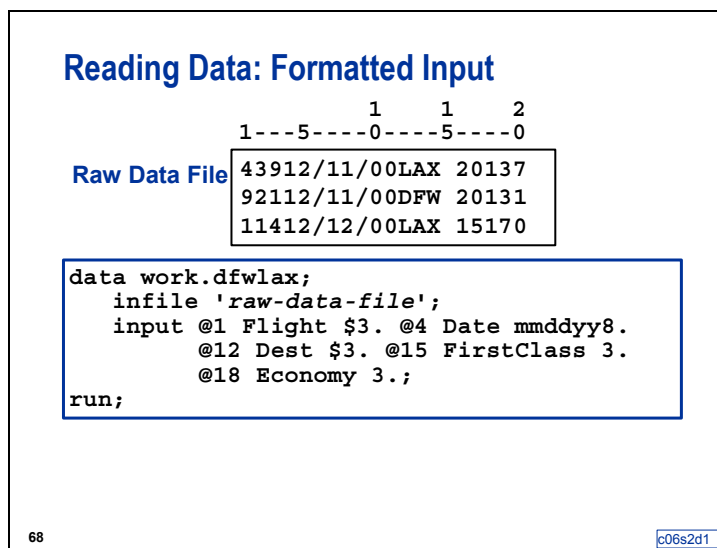 Reading Data: Formatted Input
1    1    2
1---5----0----5----0
Raw Data File
43912/11/00LAX 20137
92112/11/00DFW 20131
11412/12/00LAX 15170
data work.dfwlax;
   infile 'raw-data-file';
   input @1 Flight $3. @4 Date mmddyy8.
         @12 Dest $3. @15 FirstClass 3.
         @18 Economy 3.;
run;
68
c06s2d1